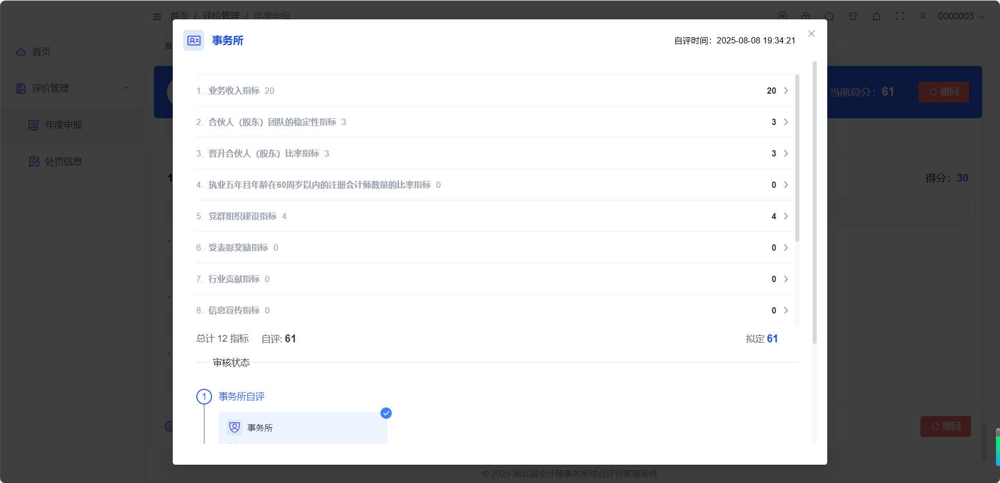 首页 / 评价管理 / 年度申报
0000003
首页
评价管理
年度申报
处罚信息
首
当前总分：61
撤回
1
得分：30
撤回
事务所
自评时间：2025-08-08 19:34:21
1. 业务收入指标 20 20
2. 合伙人（股东）团队的稳定性指标 3 3
3. 晋升合伙人（股东）比率指标 3 3
4. 执业五年且年龄在60周岁以内的注册会计师数量的比率指标 0 0
5. 党群组织建设指标 4 4
6. 受表彰奖励指标 0 0
7. 行业贡献指标 0 0
8. 信息宣传指标 0 0
总计 12 指标 自评: 61 拟定 61
审核状态
1 事务所自评
事务所
© 2025 湖北省会计师事务所综合评价管理系统